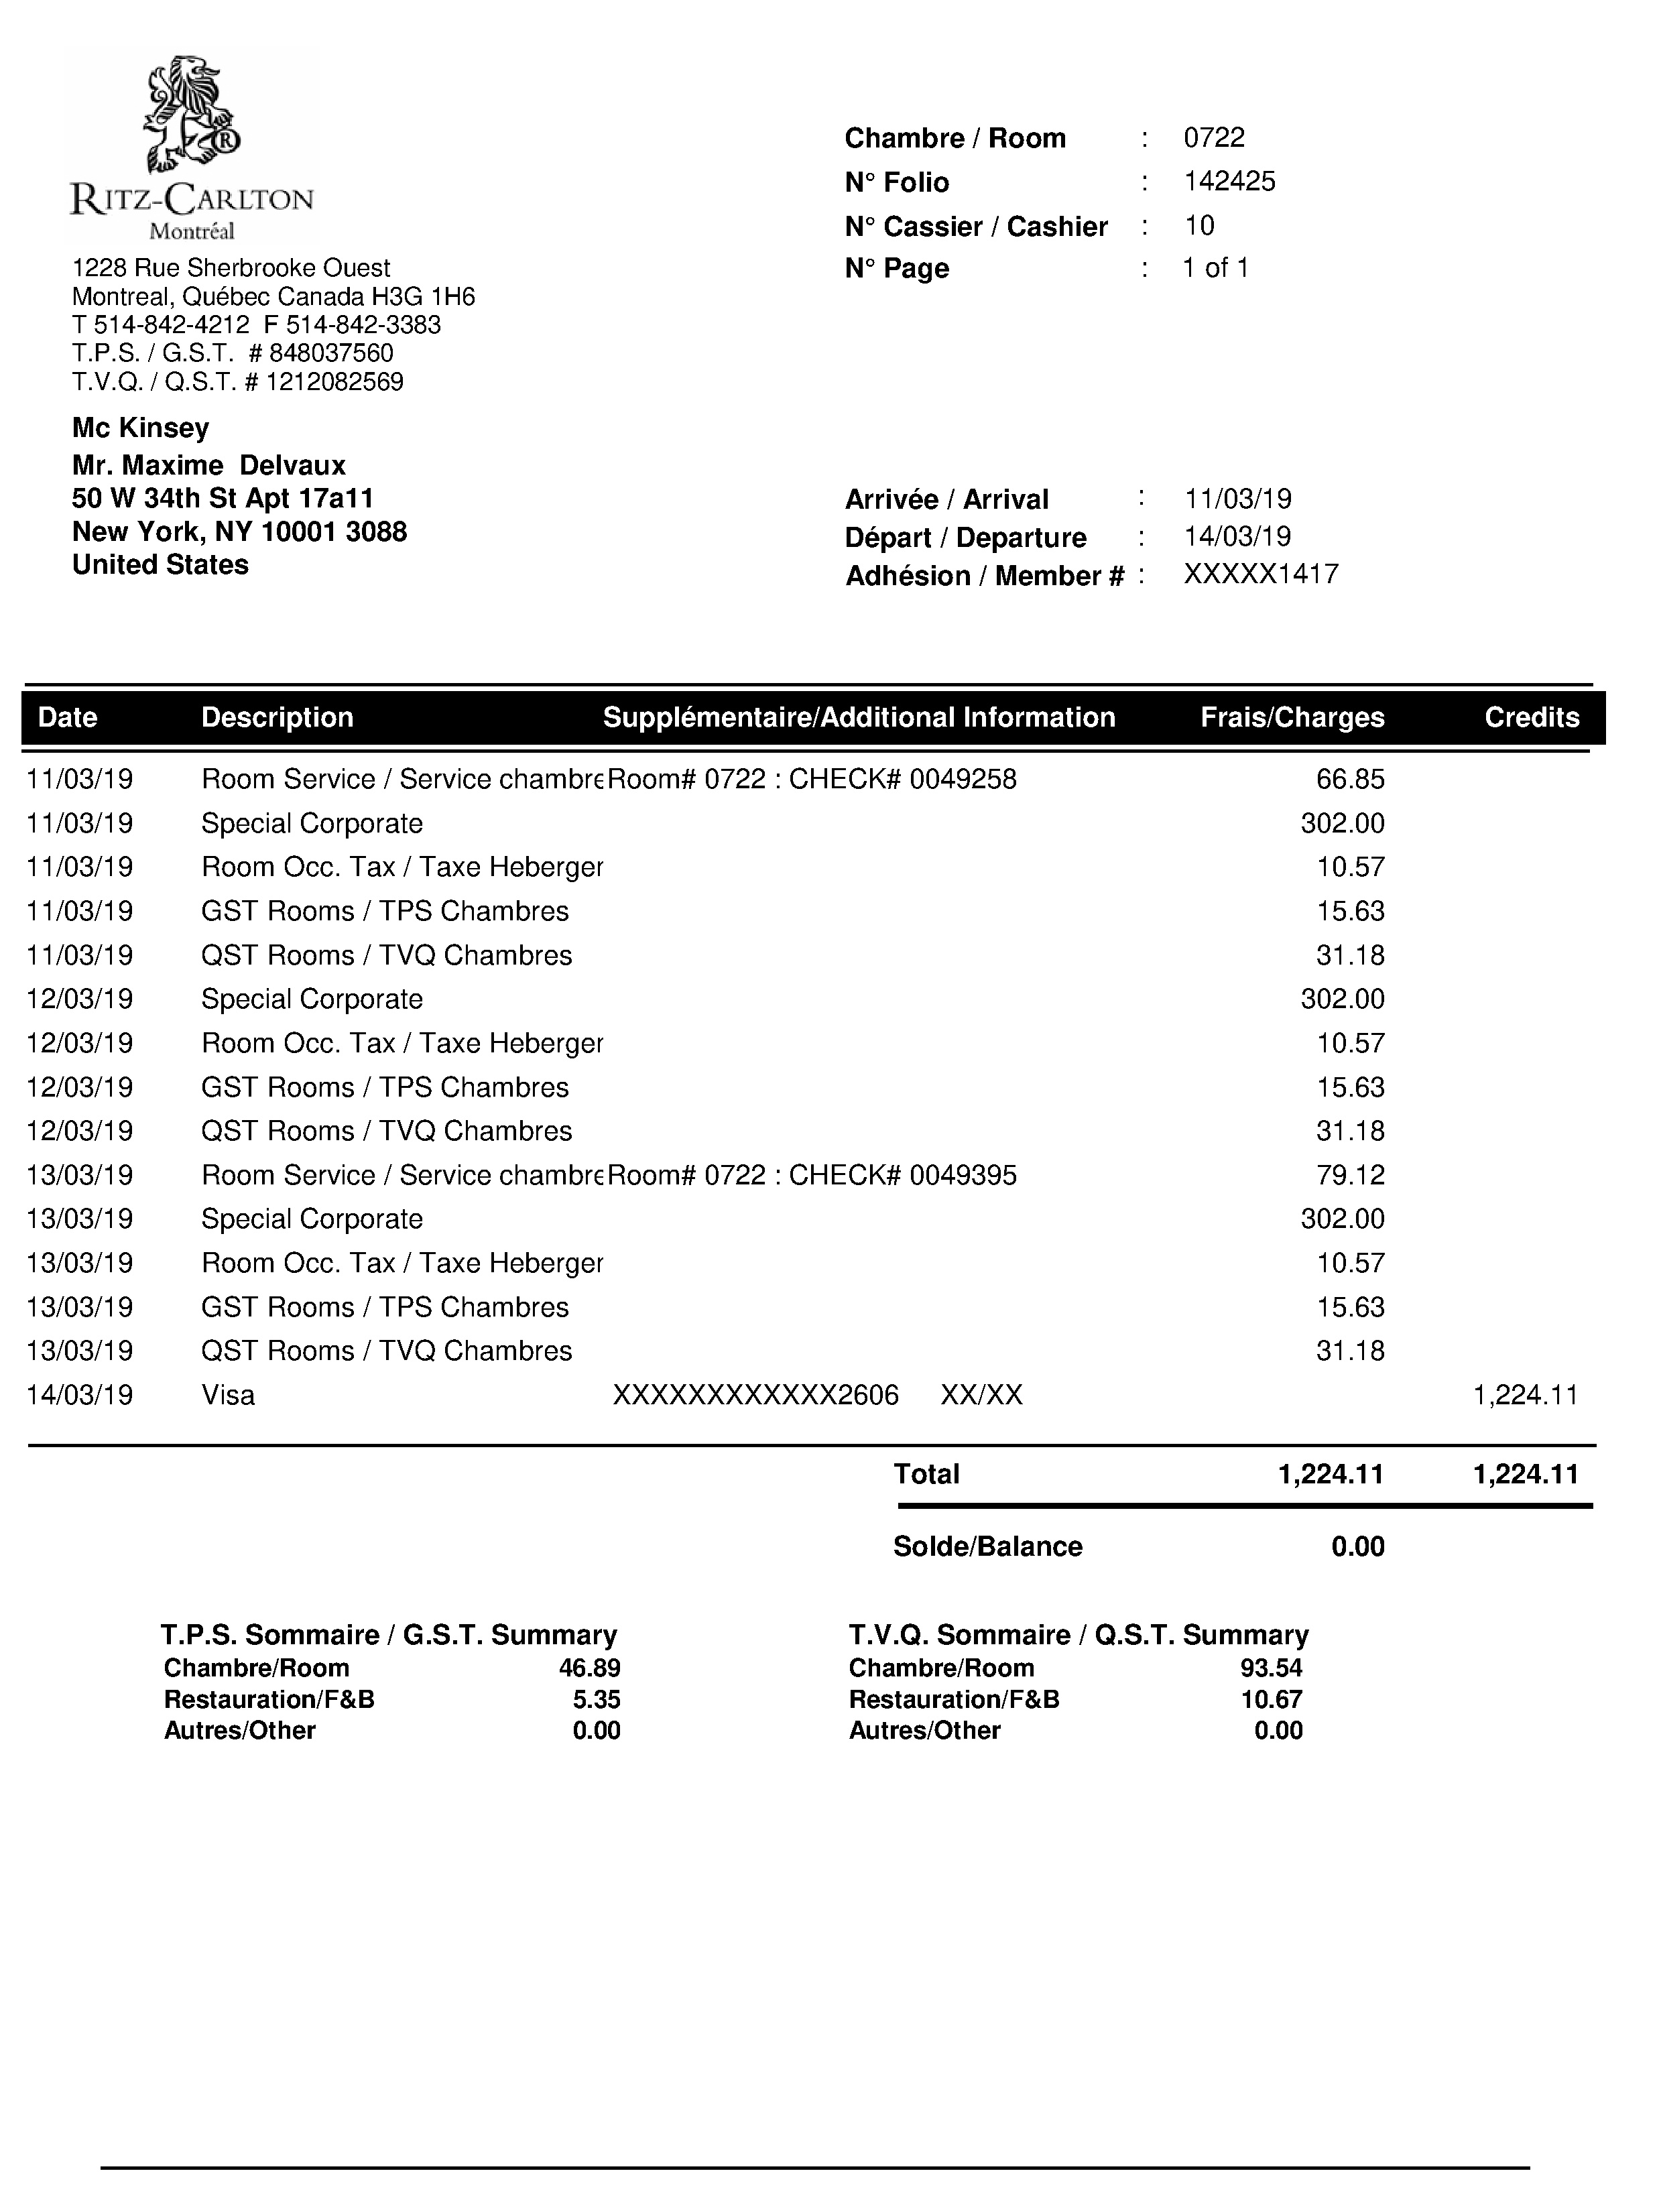 ®
RITZ-CARLTON
Montréal
1228 Rue Sherbrooke Ouest
Montreal, Québec Canada H3G 1H6
T 514-842-4212 F 514-842-3383
T.P.S. / G.S.T. # 848037560
T.V.Q. / Q.S.T. # 1212082569
Mc Kinsey
Mr. Maxime Delvaux
50 W 34th St Apt 17a11
New York, NY 10001 3088
United States
Chambre / Room : 0722
N° Folio : 142425
N° Cassier / Cashier : 10
N° Page : 1 of 1
Arrivée / Arrival : 11/03/19
Départ / Departure : 14/03/19
Adhésion / Member # : XXXXX1417
Date Description Supplémentaire/Additional Information Frais/Charges Credits
11/03/19 Room Service / Service chambre Room# 0722 : CHECK# 0049258 66.85
11/03/19 Special Corporate 302.00
11/03/19 Room Occ. Tax / Taxe Heberger 10.57
11/03/19 GST Rooms / TPS Chambres 15.63
11/03/19 QST Rooms / TVQ Chambres 31.18
12/03/19 Special Corporate 302.00
12/03/19 Room Occ. Tax / Taxe Heberger 10.57
12/03/19 GST Rooms / TPS Chambres 15.63
12/03/19 QST Rooms / TVQ Chambres 31.18
13/03/19 Room Service / Service chambre Room# 0722 : CHECK# 0049395 79.12
13/03/19 Special Corporate 302.00
13/03/19 Room Occ. Tax / Taxe Heberger 10.57
13/03/19 GST Rooms / TPS Chambres 15.63
13/03/19 QST Rooms / TVQ Chambres 31.18
14/03/19 Visa XXXXXXXXXXXX2606 XX/XX 1,224.11
Total 1,224.11 1,224.11
Solde/Balance 0.00
T.P.S. Sommaire / G.S.T. Summary
Chambre/Room 46.89
Restauration/F&B 5.35
Autres/Other 0.00
T.V.Q. Sommaire / Q.S.T. Summary
Chambre/Room 93.54
Restauration/F&B 10.67
Autres/Other 0.00